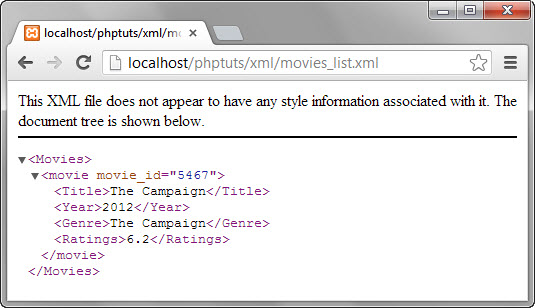 localhost/phptuts/xml/mo
localhost/phptuts/xml/movies_list.xml
This XML file does not appear to have any style information associated with it. The
document tree is shown below.
<Movies>
<movie movie_id="5467">
<Title>The Campaign</Title>
<Year>2012</Year>
<Genre>The Campaign</Genre>
<Ratings>6.2</Ratings>
</movie>
</Movies>